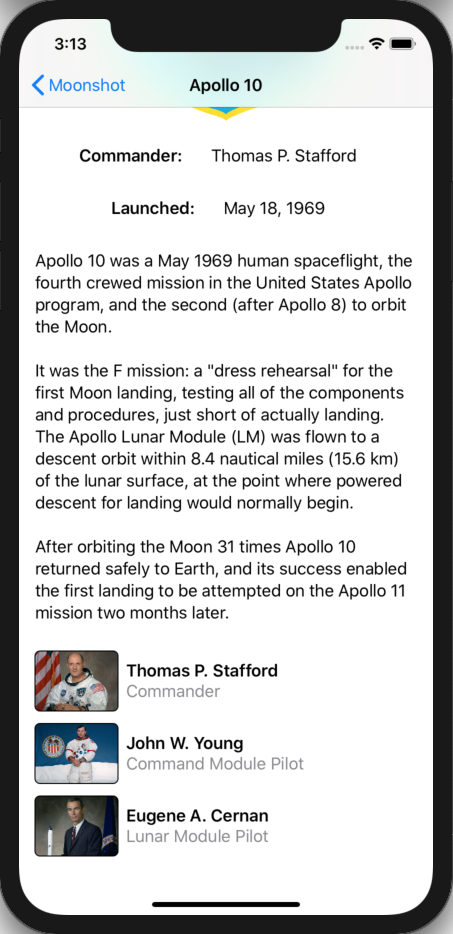 3:13
Moonshot
Apollo 10
Commander: Thomas P. Stafford
Launched: May 18, 1969
Apollo 10 was a May 1969 human spaceflight, the
fourth crewed mission in the United States Apollo
program, and the second (after Apollo 8) to orbit
the Moon.
It was the F mission: a "dress rehearsal" for the
first Moon landing, testing all of the components
and procedures, just short of actually landing.
The Apollo Lunar Module (LM) was flown to a
descent orbit within 8.4 nautical miles (15.6 km)
of the lunar surface, at the point where powered
descent for landing would normally begin.
After orbiting the Moon 31 times Apollo 10
returned safely to Earth, and its success enabled
the first landing to be attempted on the Apollo 11
mission two months later.
Thomas P. Stafford
Commander
John W. Young
Command Module Pilot
Eugene A. Cernan
Lunar Module Pilot